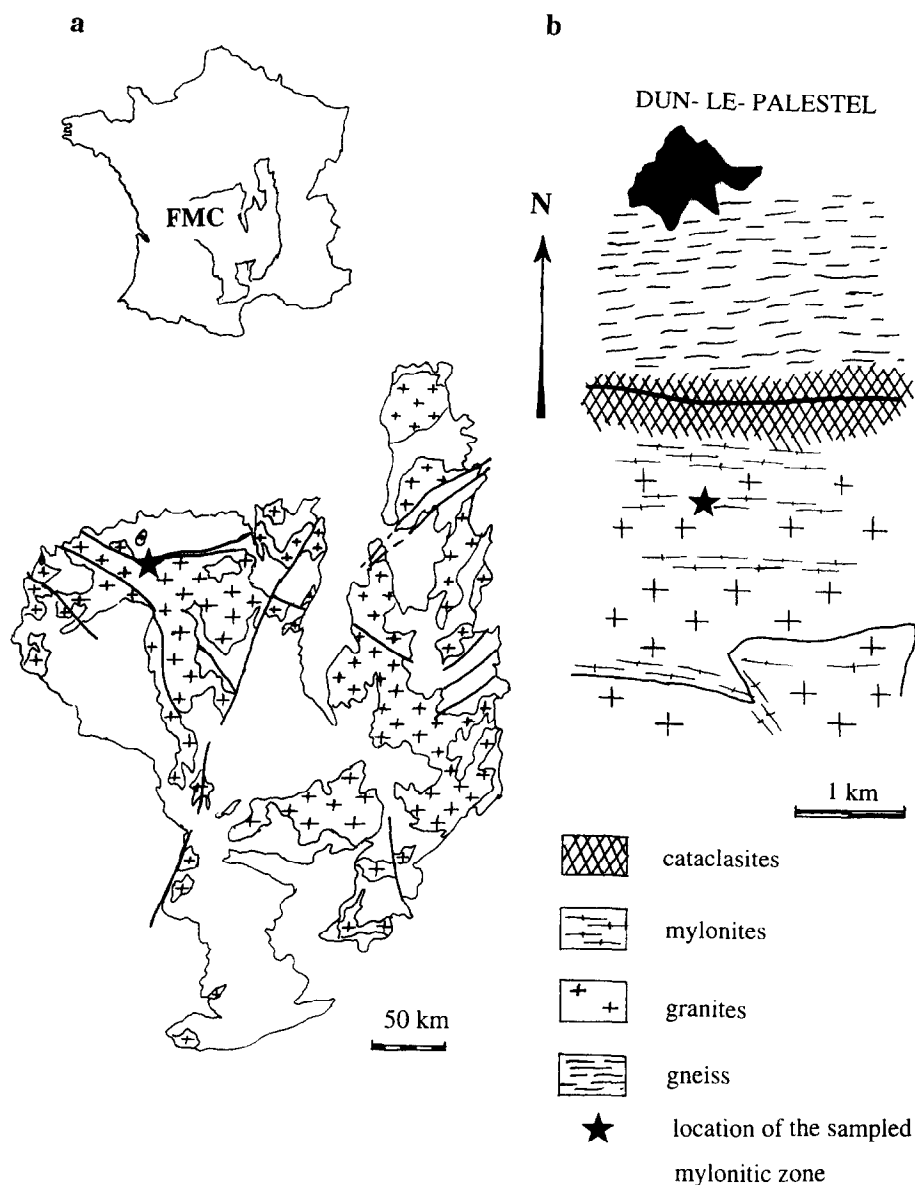 a
b
FMC
DUN- LE- PALESTEL
N
50 km
1 km
cataclasites
mylonites
granites
gneiss
location of the sampled
mylonitic zone